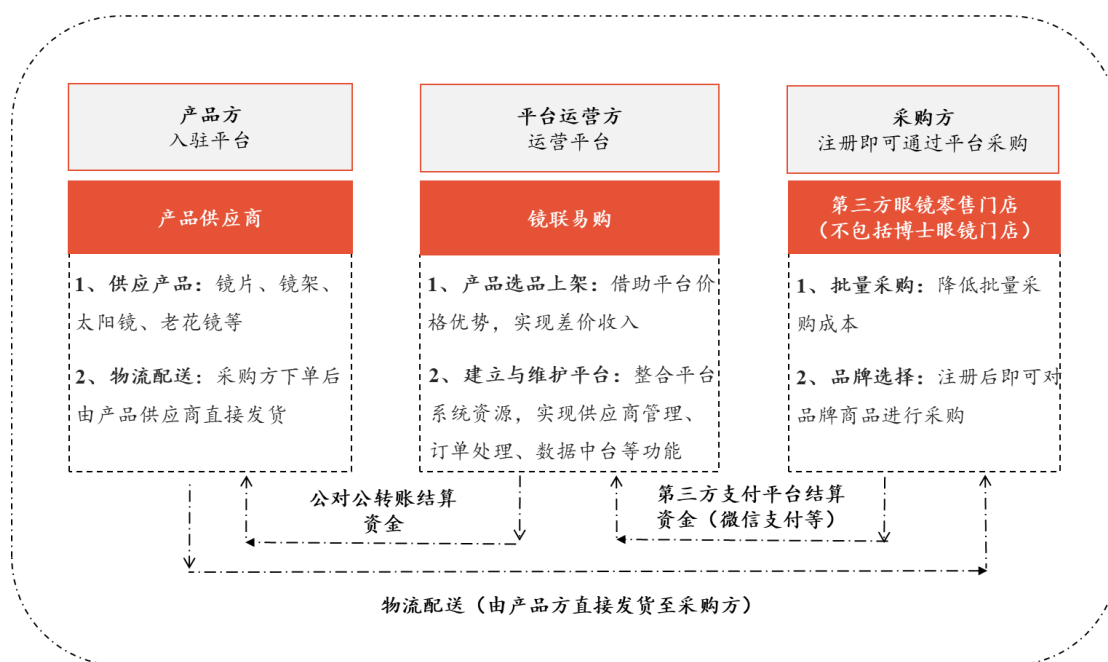 产品方
入驻平台
产品供应商
1、供应产品：镜片、镜架、
太阳镜、老花镜等
2、物流配送：采购方下单后
由产品供应商直接发货
平台运营方
运营平台
镜联易购
1、产品选品上架：借助平台价
格优势，实现差价收入
2、建立与维护平台：整合平台
系统资源，实现供应商管理、
订单处理、数据中台等功能
采购方
注册即可通过平台采购
第三方眼镜零售门店
（不包括博士眼镜门店）
1、批量采购：降低批量采
购成本
2、品牌选择：注册后即可对
品牌商品进行采购
公对公转账结算
资金
第三方支付平台结算
资金（微信支付等）
物流配送（由产品方直接发货至采购方）